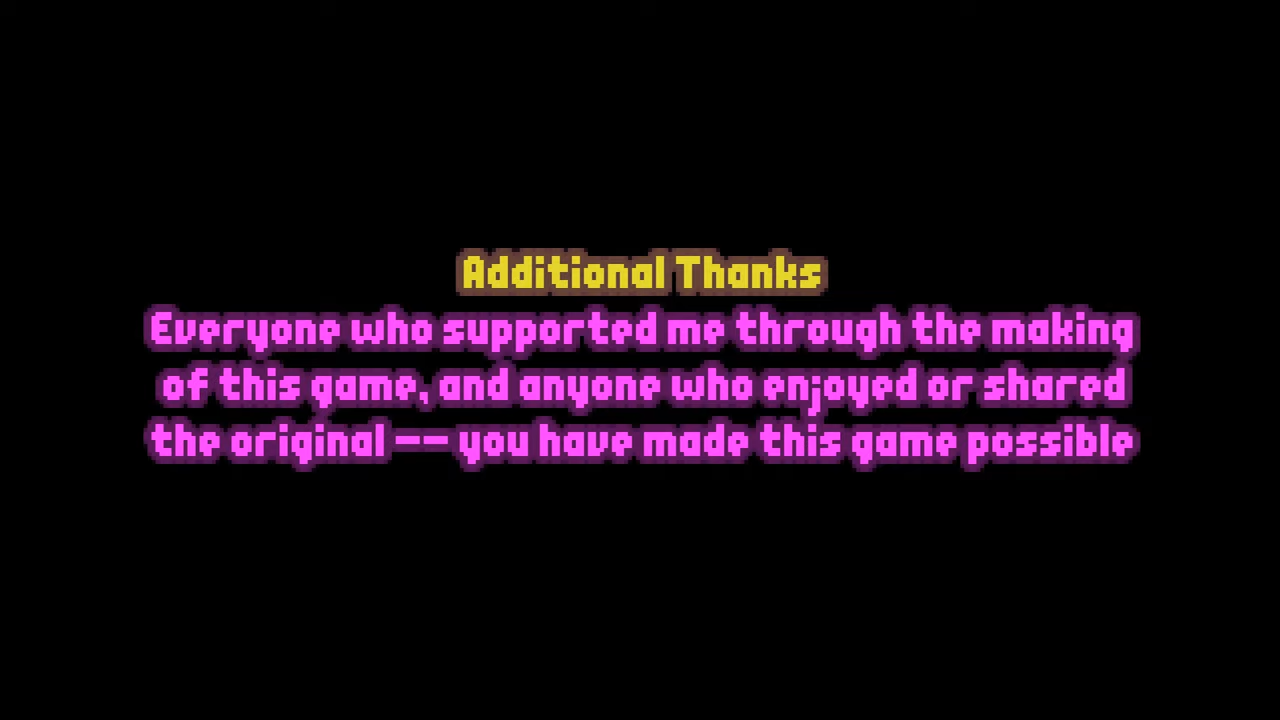 Additional Thanks
Everyone who supported me through the making
of this game, and anyone who enjoyed or shared
the original -- you have made this game possible